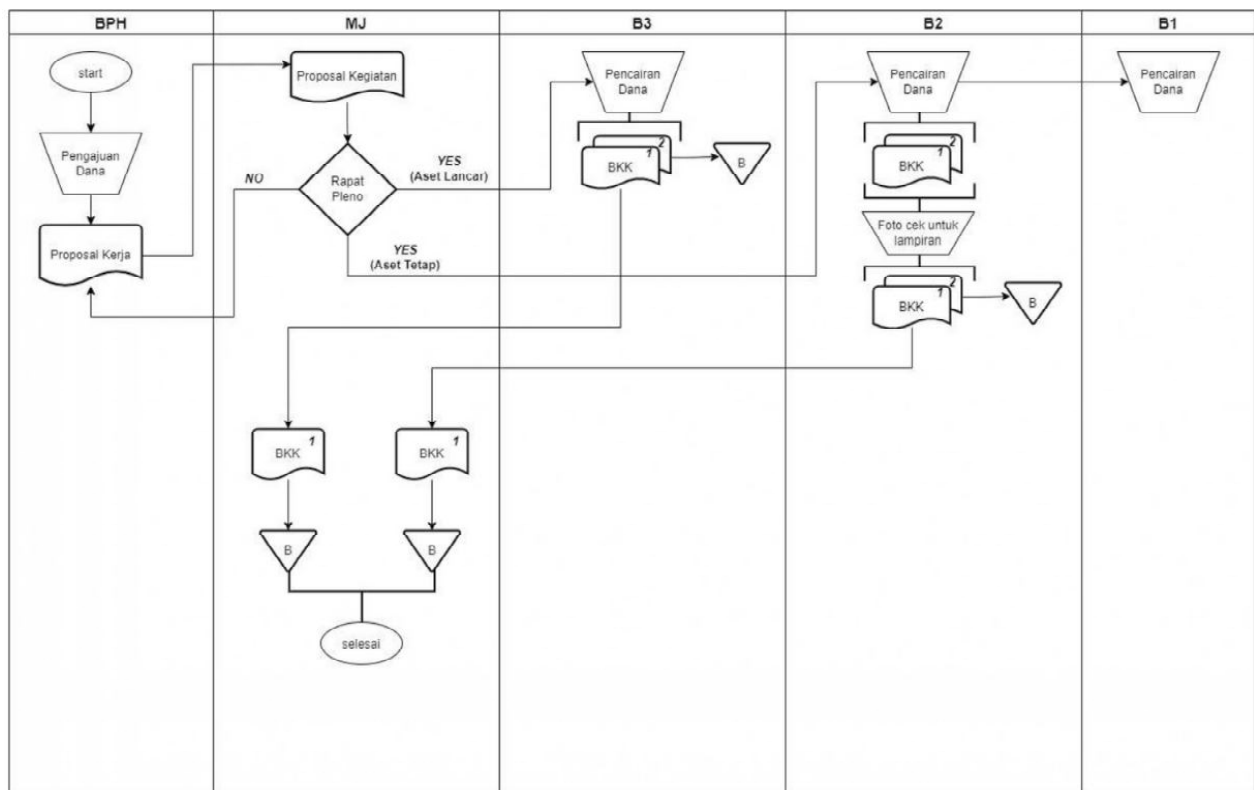 BPH
MJ
B3
B2
B1
start
Pengajuan
Dana
Proposal Kerja
Proposal Kegiatan
Rapat
Pleno
NO
YES
(Aset Lancar)
YES
(Aset Tetap)
BKK
1
B
BKK
1
B
selesai
Pencairan
Dana
BKK
1
2
B
Pencairan
Dana
BKK
1
2
Foto cek untuk
lampiran
BKK
1
2
B
Pencairan
Dana